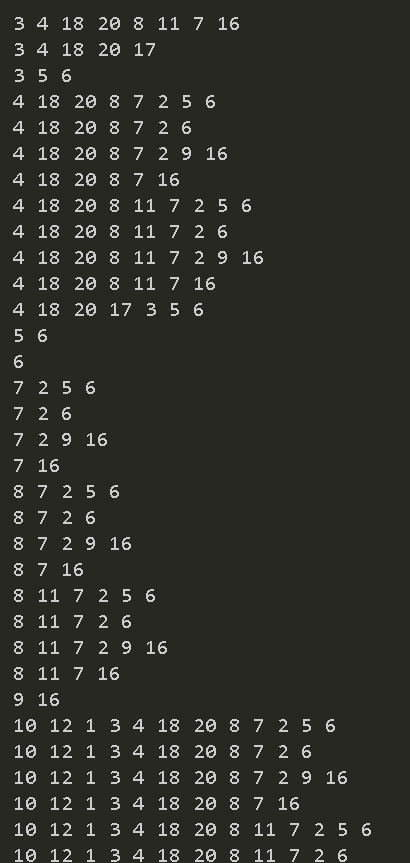 3 4 18 20 8 11 7 16
3 4 18 20 17
3 5 6
4 18 20 8 7 2 5 6
4 18 20 8 7 2 6
4 18 20 8 7 2 9 16
4 18 20 8 7 16
4 18 20 8 11 7 2 5 6
4 18 20 8 11 7 2 6
4 18 20 8 11 7 2 9 16
4 18 20 8 11 7 16
4 18 20 17 3 5 6
5 6
6
7 2 5 6
7 2 6
7 2 9 16
7 16
8 7 2 5 6
8 7 2 6
8 7 2 9 16
8 7 16
8 11 7 2 5 6
8 11 7 2 6
8 11 7 2 9 16
8 11 7 16
9 16
10 12 1 3 4 18 20 8 7 2 5 6
10 12 1 3 4 18 20 8 7 2 6
10 12 1 3 4 18 20 8 7 2 9 16
10 12 1 3 4 18 20 8 7 16
10 12 1 3 4 18 20 8 11 7 2 5 6
10 12 1 3 4 18 20 8 11 7 2 6